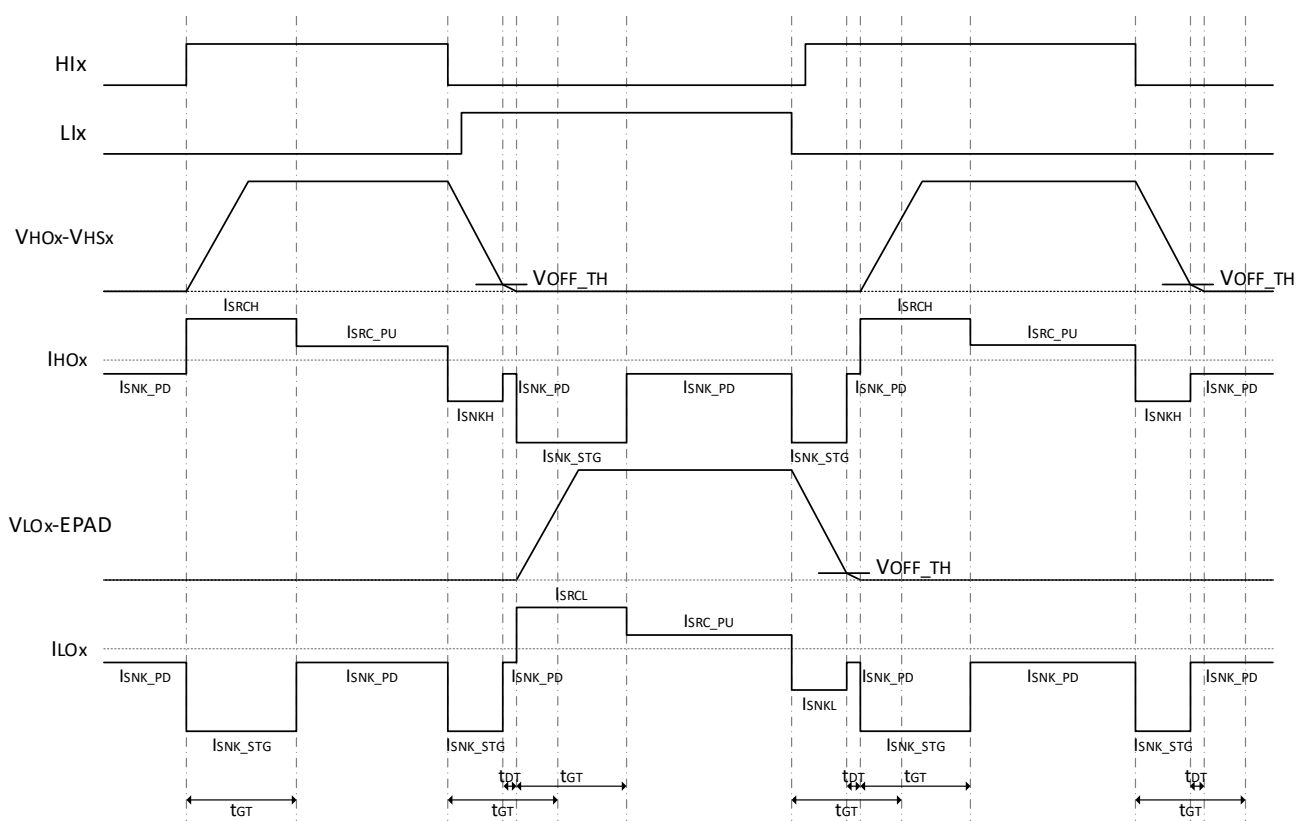 HIx
LIx
VHOx-VHSx
VOFF_TH
VOFF_TH
ISRCH
ISRCH
ISRC_PU
ISRC_PU
IHOx
ISNK_PD
ISNK_PD
ISNK_PD
ISNK_PD
ISNK_PD
ISNKH
ISNKH
ISNK_STG
ISNK_STG
VLOx-EPAD
VOFF_TH
ISRCL
ISRC_PU
ILOx
ISNK_PD
ISNK_PD
ISNK_PD
ISNK_PD
ISNK_PD
ISNK_PD
ISNKL
ISNK_STG
ISNK_STG
ISNK_STG
ISNK_STG
tDT
tGT
tDT
tGT
tDT
tGT
tGT
tGT
tGT